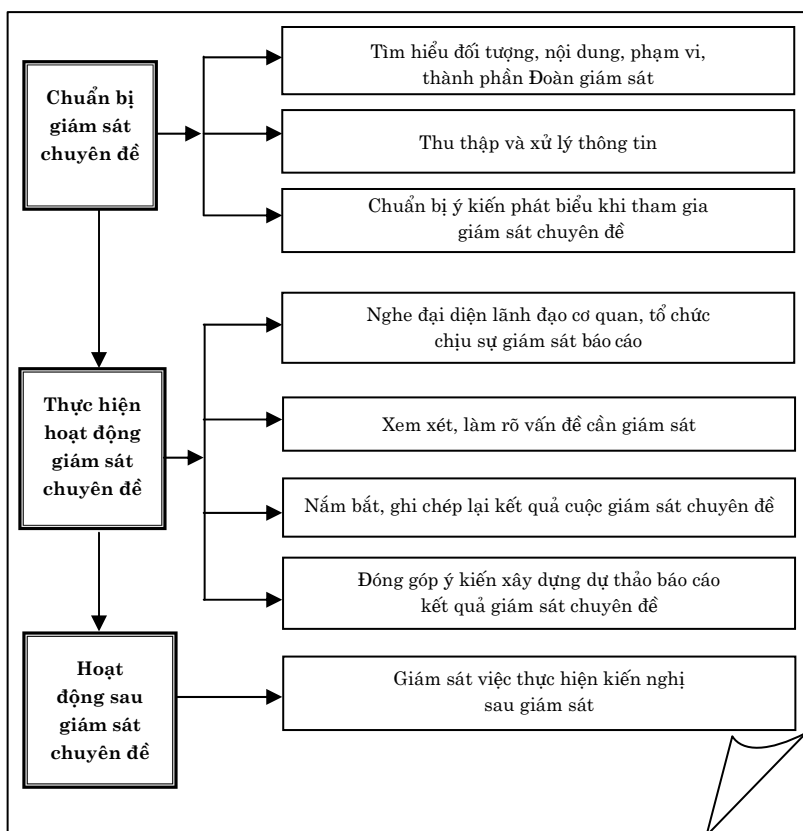 Chuẩn bị
giám sát
chuyên đề
Tìm hiểu đối tượng, nội dung, phạm vi,
thành phần Đoàn giám sát
Thu thập và xử lý thông tin
Chuẩn bị ý kiến phát biểu khi tham gia
giám sát chuyên đề
Thực hiện
hoạt động
giám sát
chuyên đề
Nghe đại diện lãnh đạo cơ quan, tổ chức
chịu sự giám sát báo cáo
Xem xét, làm rõ vấn đề cần giám sát
Nắm bắt, ghi chép lại kết quả cuộc giám sát chuyên đề
Đóng góp ý kiến xây dựng dự thảo báo cáo
kết quả giám sát chuyên đề
Hoạt
động sau
giám sát
chuyên đề
Giám sát việc thực hiện kiến nghị
sau giám sát